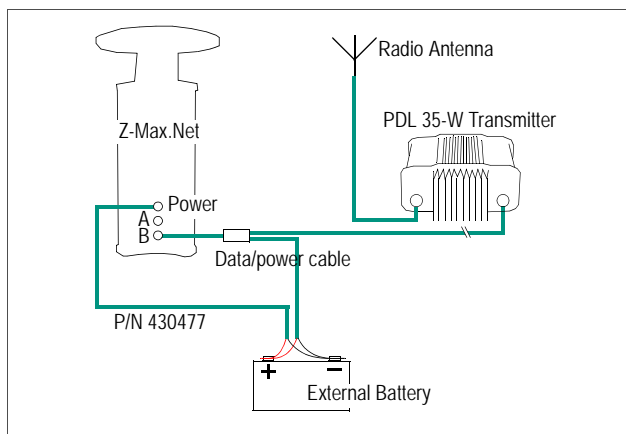 Radio Antenna
PDL 35-W Transmitter
Z-Max.Net
Power
A
B
Data/power cable
P/N 430477
+ −
External Battery